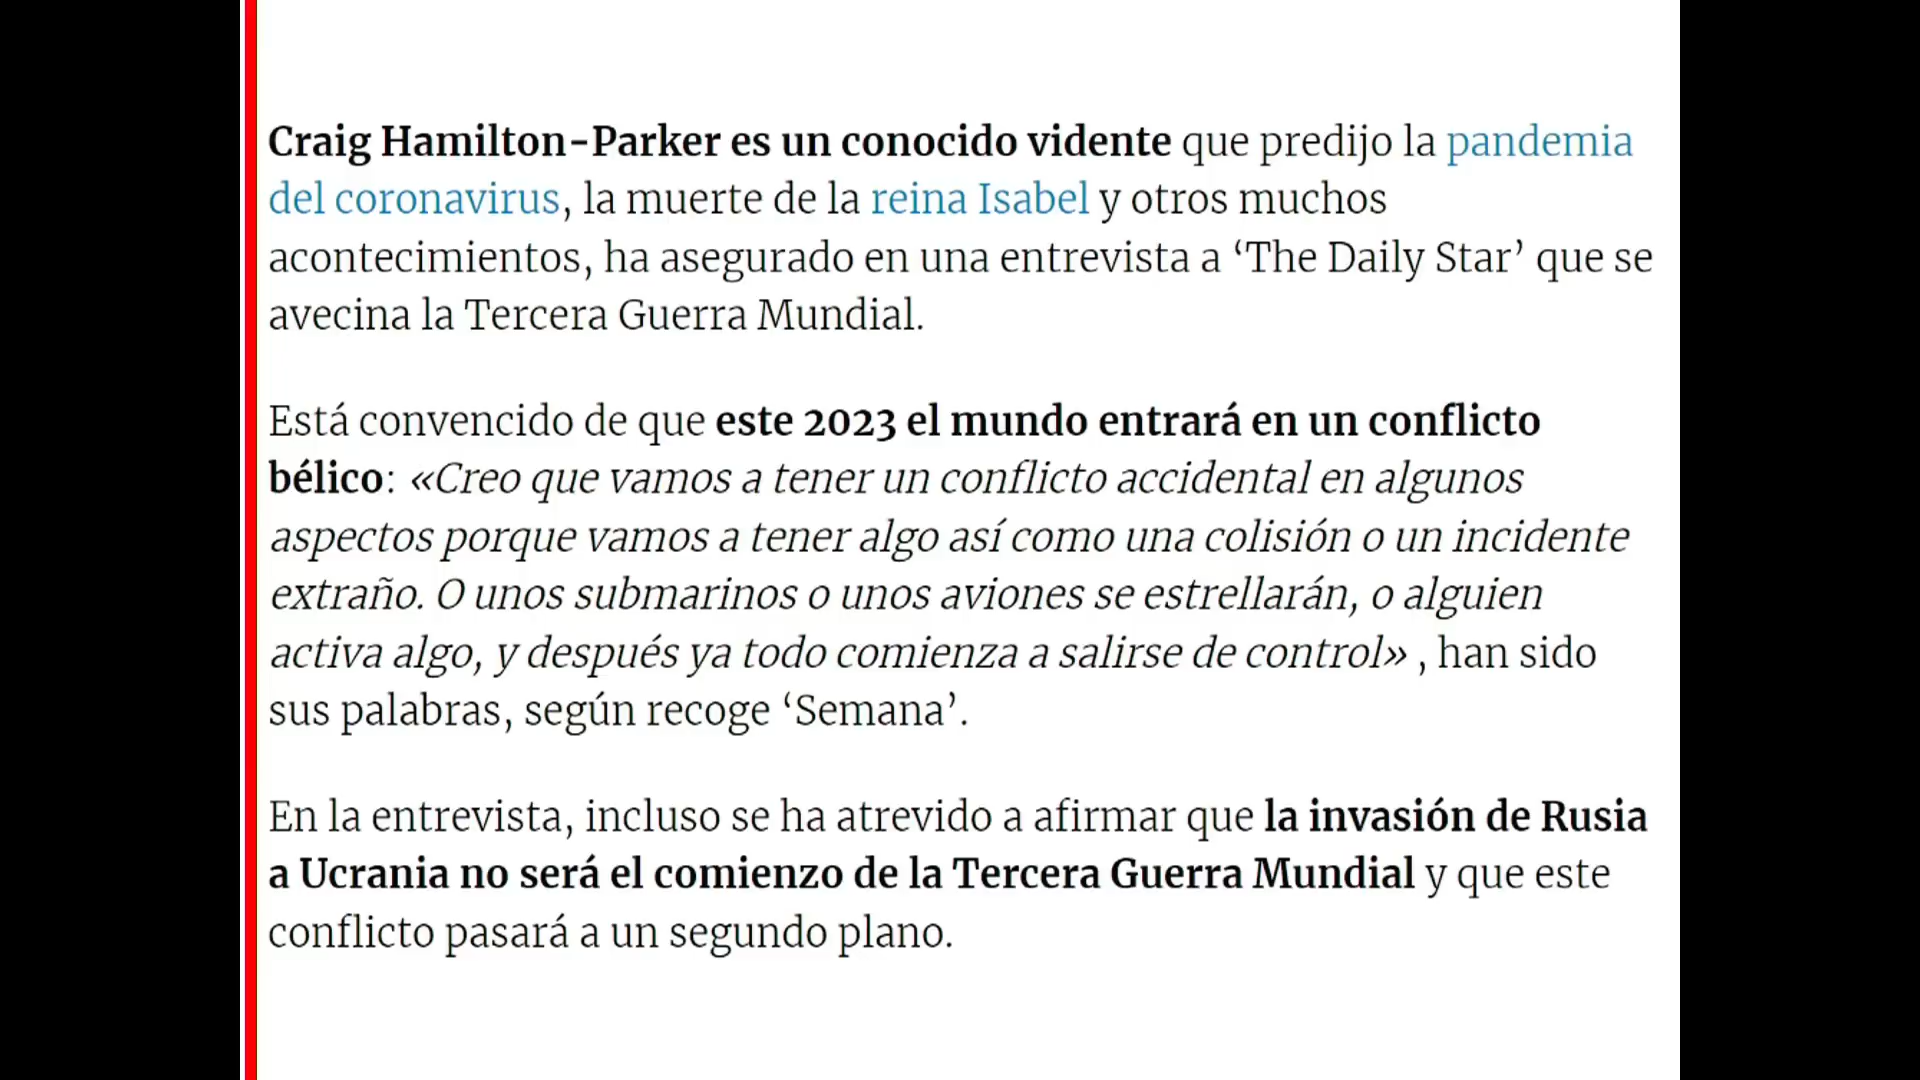 Craig Hamilton-Parker es un conocido vidente que predijo la pandemia
del coronavirus, la muerte de la reina Isabel y otros muchos
acontecimientos, ha asegurado en una entrevista a ‘The Daily Star’ que se
avecina la Tercera Guerra Mundial.
Está convencido de que este 2023 el mundo entrará en un conflicto
bélico: «Creo que vamos a tener un conflicto accidental en algunos
aspectos porque vamos a tener algo así como una colisión o un incidente
extraño. O unos submarinos o unos aviones se estrellarán, o alguien
activa algo, y después ya todo comienza a salirse de control» , han sido
sus palabras, según recoge ‘Semana’.
En la entrevista, incluso se ha atrevido a afirmar que la invasión de Rusia
a Ucrania no será el comienzo de la Tercera Guerra Mundial y que este
conflicto pasará a un segundo plano.